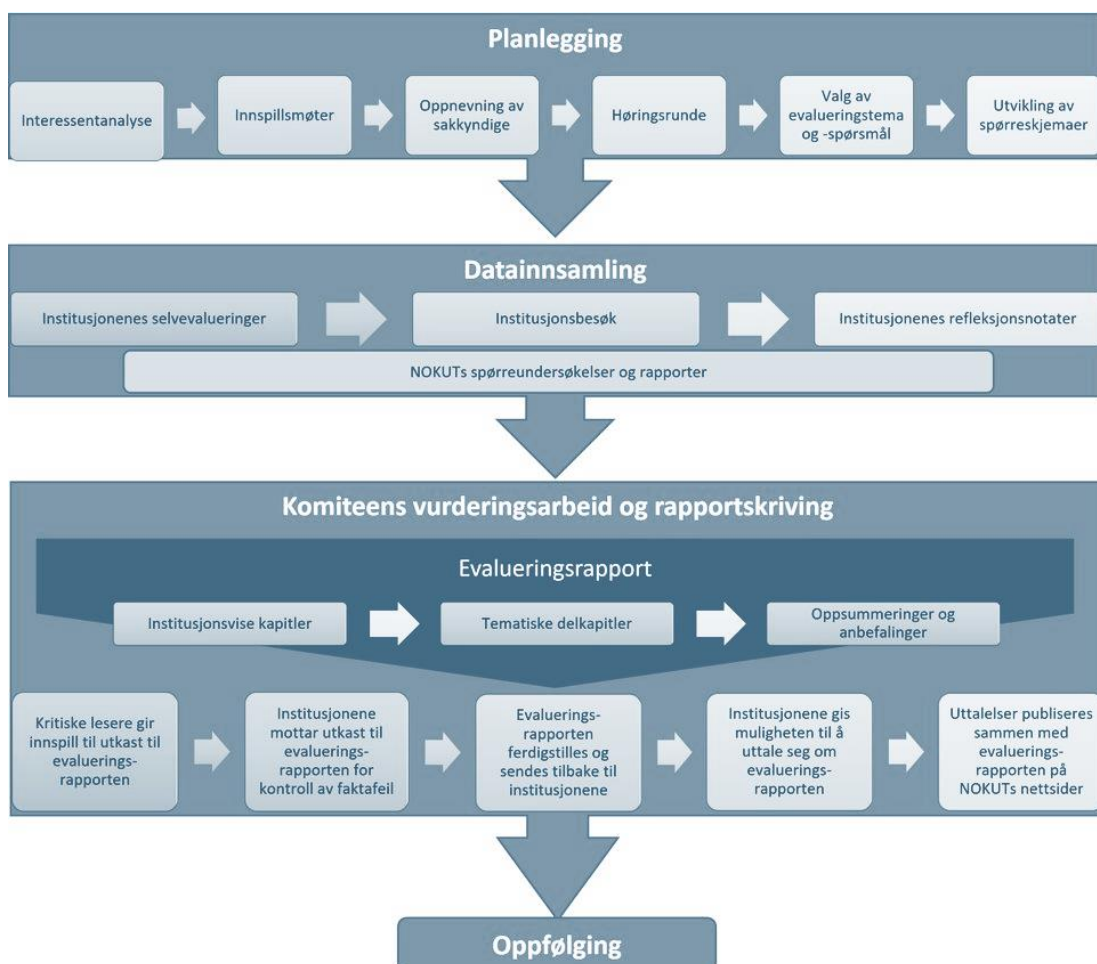 Planlegging
Interessentanalyse
Innspillsmøter
Oppnevning av
sakkyndige
Høringsrunde
Valg av
evalueringstema
og -spørsmål
Utvikling av
spørreskjemaer
Datainnsamling
Institusjonenes selvevalueringer
Institusjonsbesøk
Institusjonenes refleksjonsnotater
NOKUTs spørreundersøkelser og rapporter
Komiteens vurderingsarbeid og rapportskriving
Evalueringsrapport
Institusjonsvise kapitler
Tematiske delkapitler
Oppsummeringer og
anbefalinger
Kritiske lesere gir
innspill til utkast til
evaluerings-
rapporten
Institusjonene
mottar utkast til
evaluerings-
rapporten for
kontroll av faktafeil
Evaluerings-
rapporten
ferdigstilles og
sendes tilbake til
institusjonene
Institusjonene gis
muligheten til å
uttale seg om
evaluerings-
rapporten
Uttalelser publiseres
sammen med
evaluerings-
rapporten på
NOKUTs nettsider
Oppfølging